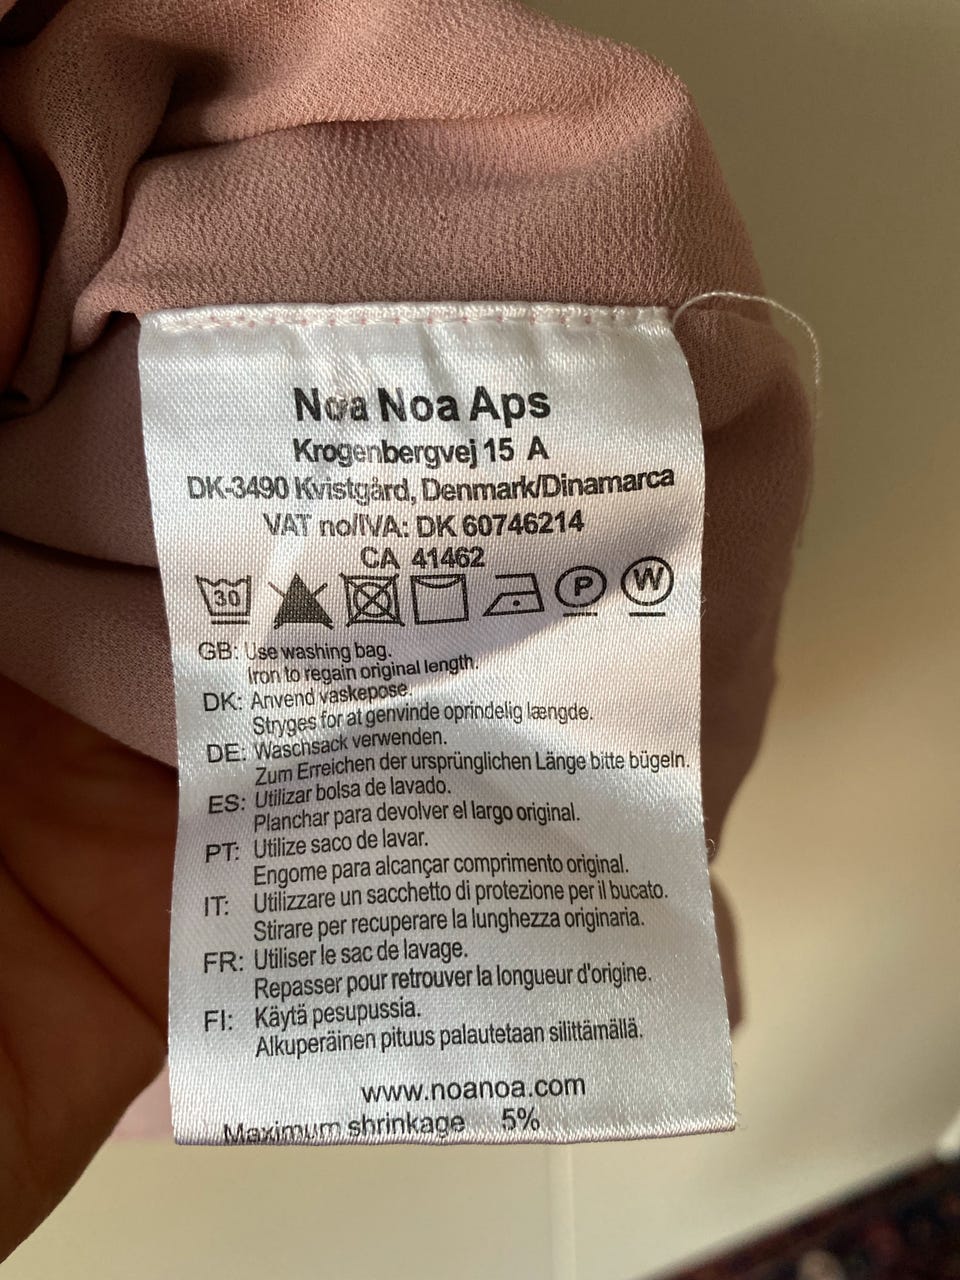 Noa Noa Aps
Krogenbergvej 15 A
DK-3490 Kvistgård, Denmark/Dinamarca
VAT no/IVA: DK 60746214
CA 41462
30 P W
GB: Use washing bag.
Iron to regain original length.
DK: Anvend vaskepose.
Stryges for at genvinde oprindelig længde.
DE: Waschsack verwenden.
Zum Erreichen der ursprünglichen Länge bitte bügeln.
ES: Utilizar bolsa de lavado.
Planchar para devolver el largo original.
PT: Utilize saco de lavar.
Engome para alcançar comprimento original.
IT: Utilizzare un sacchetto di protezione per il bucato.
Stirare per recuperare la lunghezza originaria.
FR: Utiliser le sac de lavage.
Repasser pour retrouver la longueur d'origine.
FI: Käytä pesupussia.
Alkuperäinen pituus palautetaan silittämällä.
www.noanoa.com
Maximum shrinkage 5%